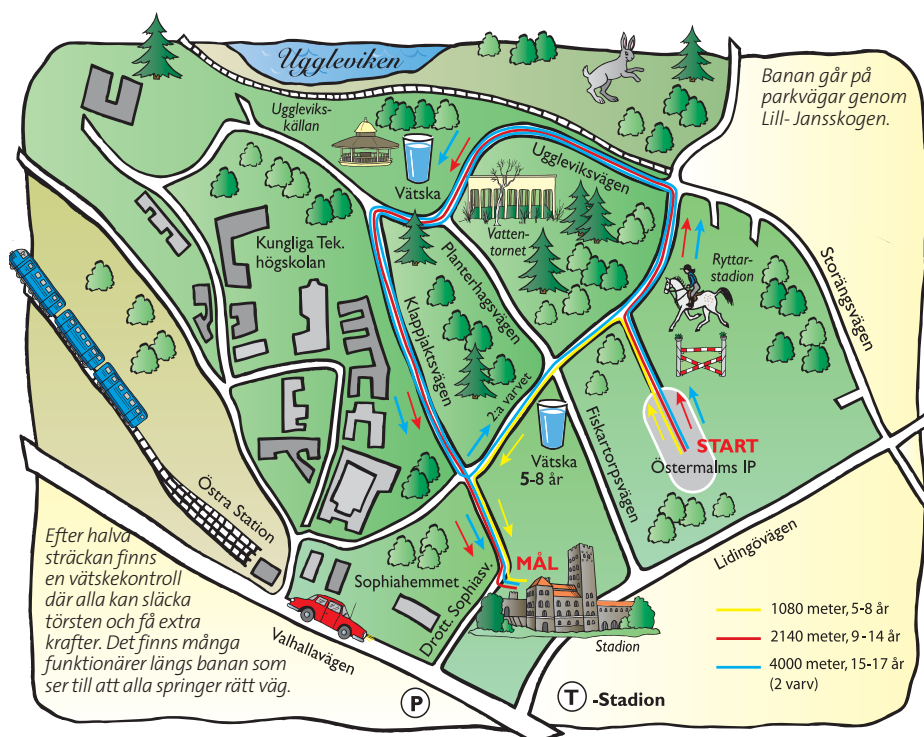 Uggleviken
Banan går på
parkvägar genom
Lill- Jansskogen.
Uggleviks-
källan
Vätska
Uggleviksvägen
Vatten-
tornet
Kungliga Tek.
högskolan
Planterhagsvägen
Klappjaktsvägen
Ryttar-
stadion
Storängsvägen
2:a varvet
Vätska
5-8 år
Fiskartorpsvägen
START
Östermalms IP
Östra Station
Lidingövägen
Efter halva
sträckan finns
en vätskekontroll
där alla kan släcka
törsten och få extra
krafter. Det finns många
funktionärer längs banan som
ser till att alla springer rätt väg.
Sophiahemmet
Drott. Sophiasv.
MÅL
Valhallavägen
Stadion
P
T -Stadion
1080 meter, 5-8 år
2140 meter, 9-14 år
4000 meter, 15-17 år
(2 varv)